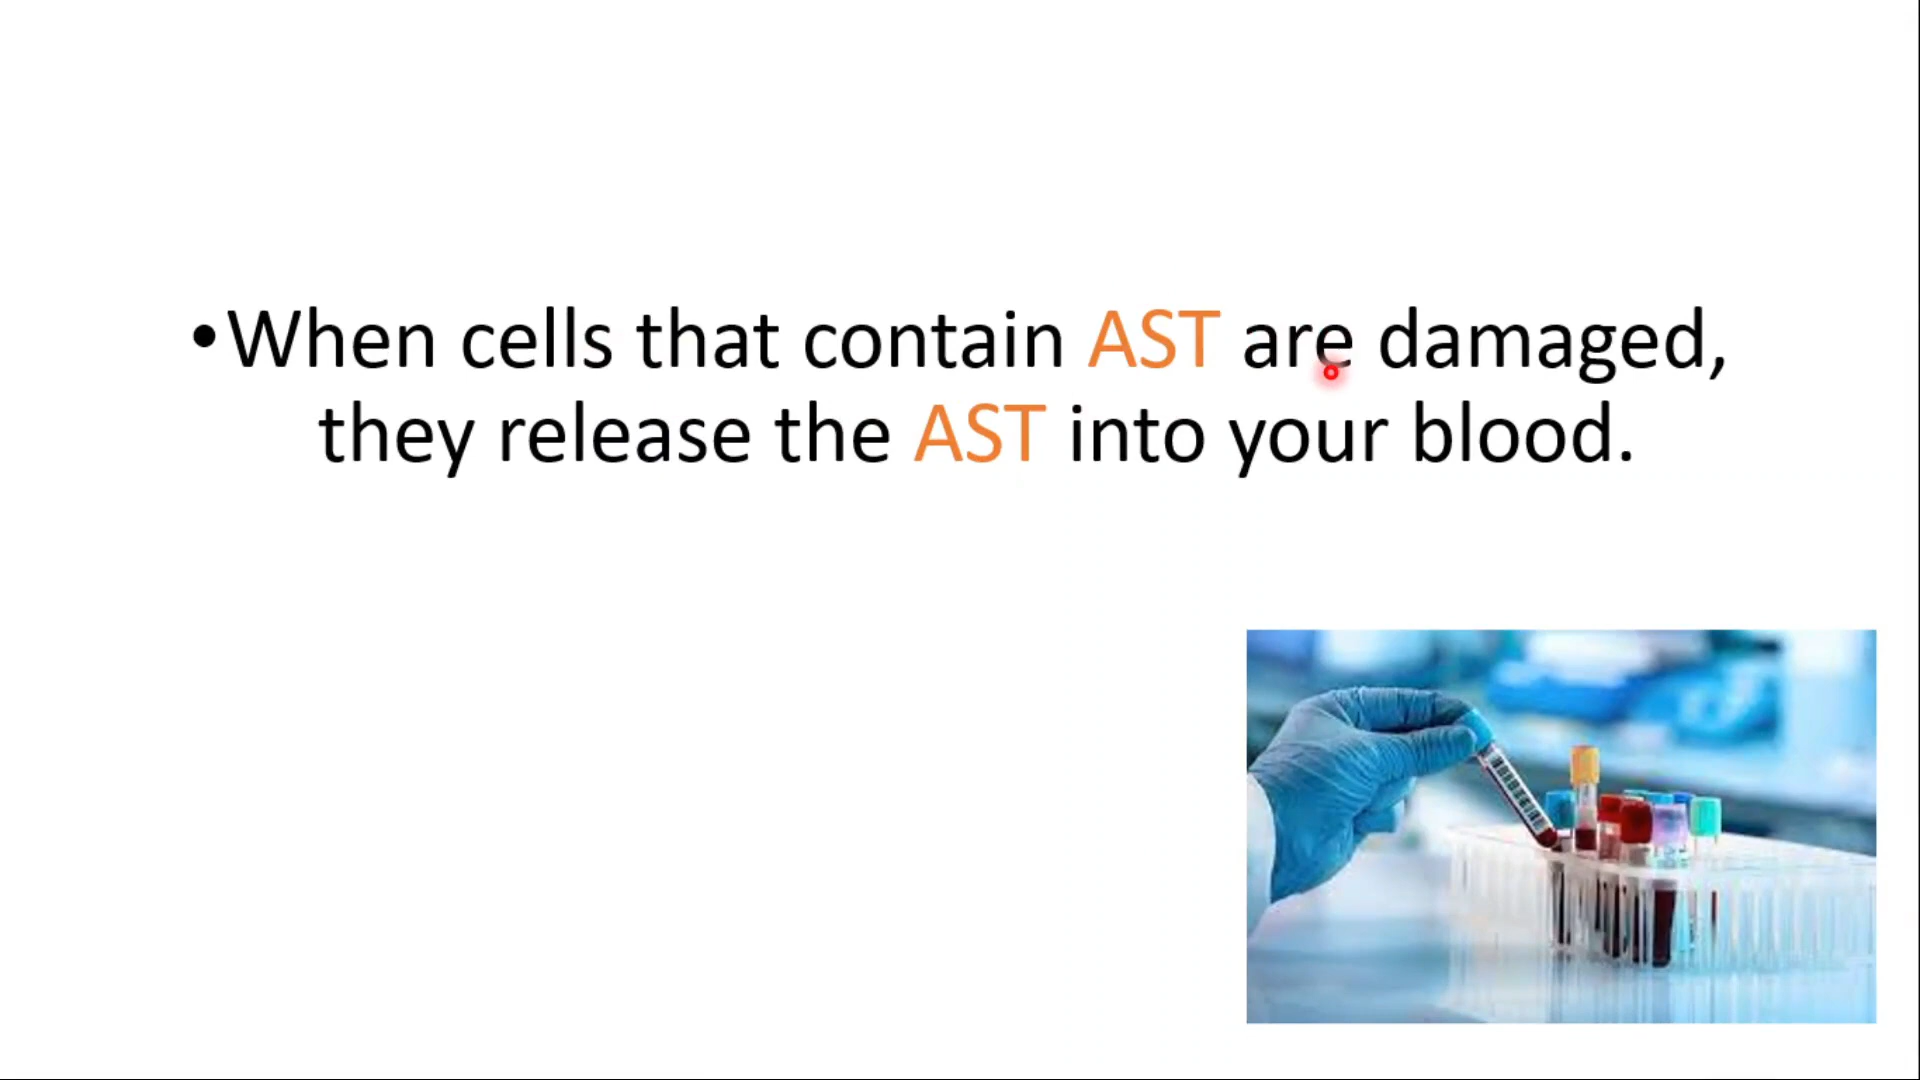 •When cells that contain AST are damaged,
they release the AST into your blood.